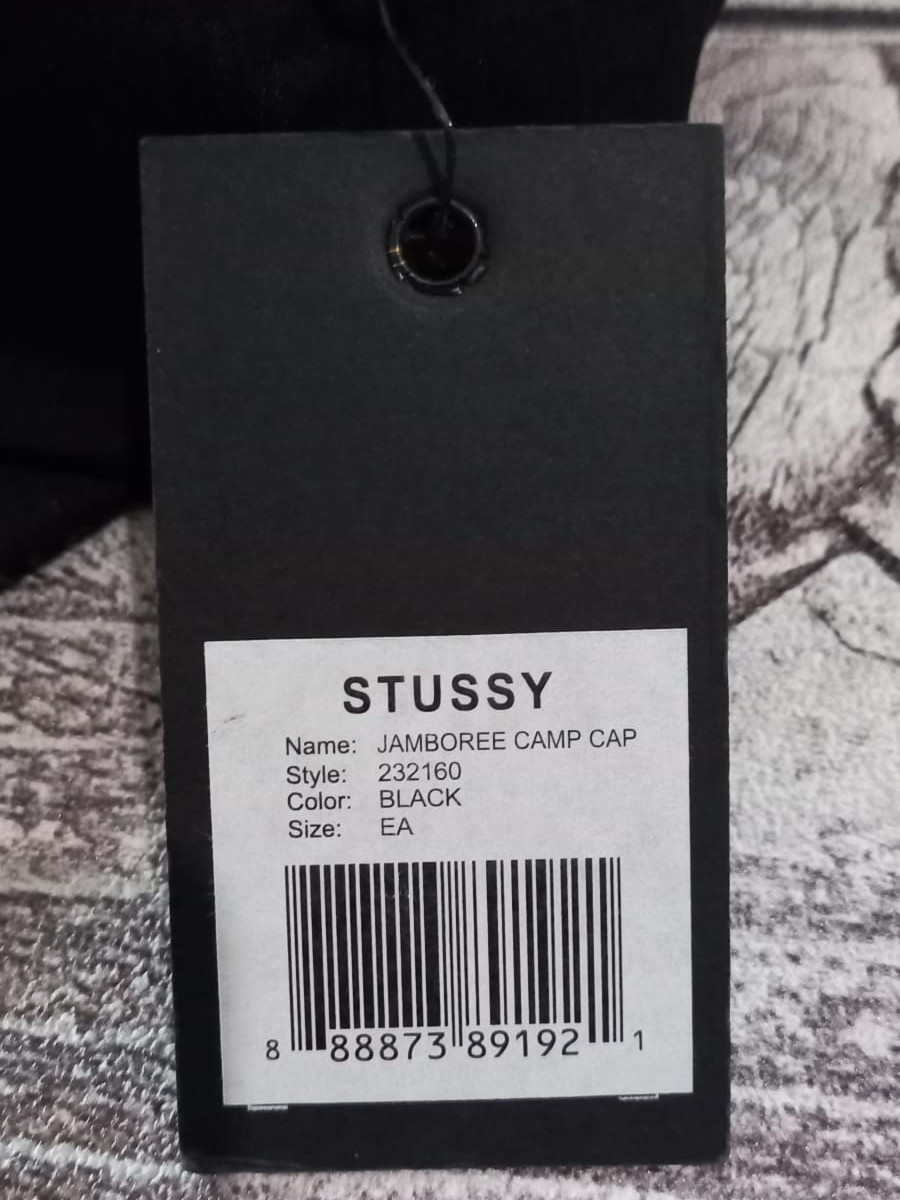 STUSSY
Name: JAMBOREE CAMP CAP
Style: 232160
Color: BLACK
Size: EA
8 88873 89192 1